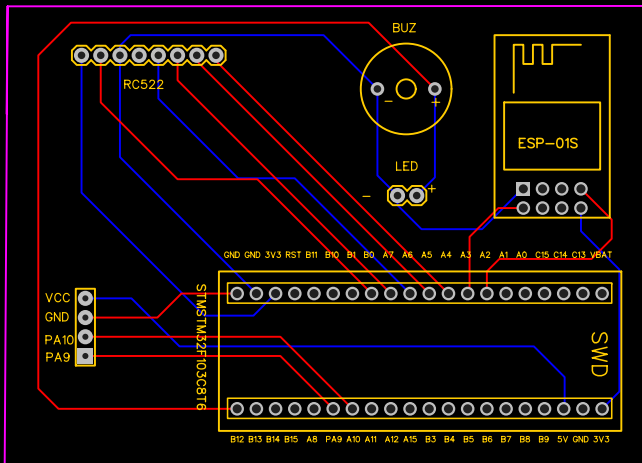 BUZ
- +
RC522
ESP-01S
LED
- +
GND GND 3V3 RST B11 B10 B1 B0 A7 A6 A5 A4 A3 A2 A1 A0 C15 C14 C13 VBAT
VCC
GND
PA10
PA9
STMSTM32F103C8T6
SWD
B12 B13 B14 B15 A8 PA9 A10 A11 A12 A15 B3 B4 B5 B6 B7 B8 B9 5V GND 3V3